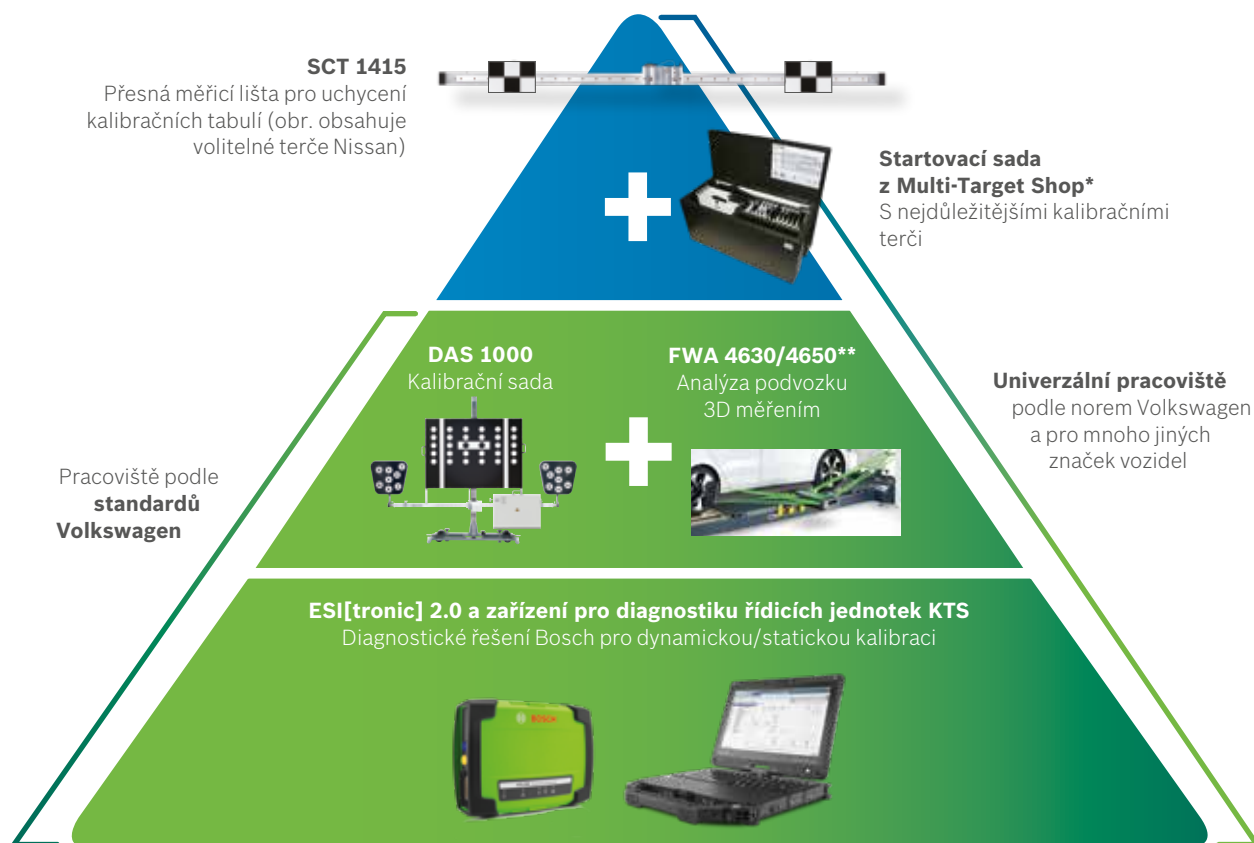 SCT 1415
Přesná měřicí lišta pro uchycení
kalibračních tabulí (obr. obsahuje
volitelné terče Nissan)
Startovací sada
z Multi-Target Shop*
S nejdůležitějšími kalibračními
terči
DAS 1000
Kalibrační sada
FWA 4630/4650**
Analýza podvozku
3D měřením
Univerzální pracoviště
podle norem Volkswagen
a pro mnoho jiných
značek vozidel
Pracoviště podle
standardů
Volkswagen
ESI[tronic] 2.0 a zařízení pro diagnostiku řídicích jednotek KTS
Diagnostické řešení Bosch pro dynamickou/statickou kalibraci
BOSCH